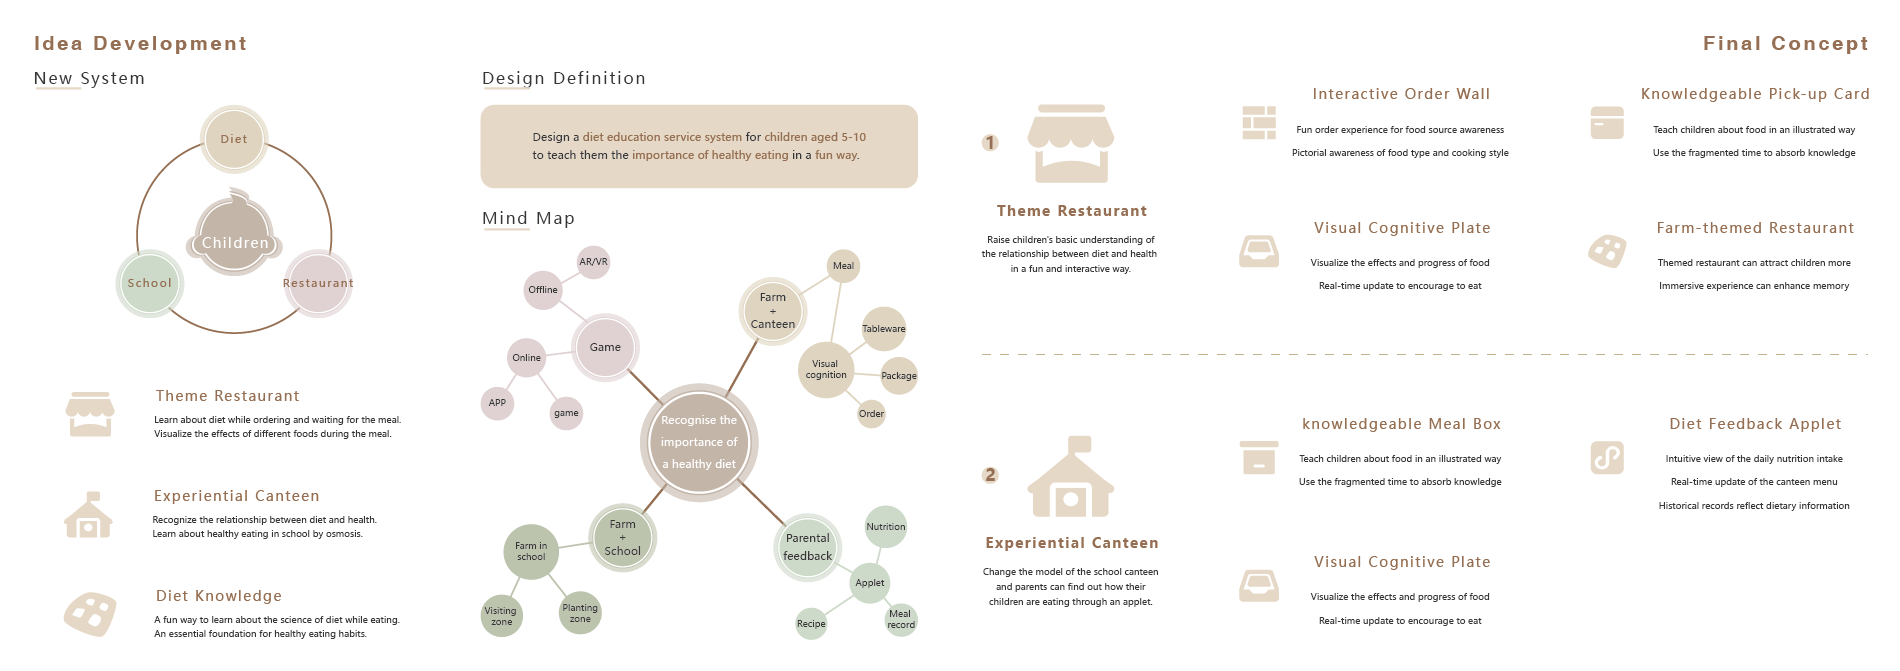 Idea Development
New System
Diet
Children
School
Restaurant
Theme Restaurant
Learn about diet while ordering and waiting for the meal.
Visualize the effects of different foods during the meal.
Experiential Canteen
Recognize the relationship between diet and health.
Learn about healthy eating in school by osmosis.
Diet Knowledge
A fun way to learn about the science of diet while eating.
An essential foundation for healthy eating habits.
Design Definition
Design a diet education service system for children aged 5-10
to teach them the importance of healthy eating in a fun way.
Mind Map
AR/VR
Offline
Game
Online
APP
game
Meal
Farm
+
Canteen
Tableware
Visual
cognition
Package
Order
Recognise the
importance of
a healthy diet
Farm
+
School
Farm in
school
Visiting
zone
Planting
zone
Parental
feedback
Nutrition
Applet
Recipe
Meal
record
Final Concept
1
Theme Restaurant
Raise children's basic understanding of
the relationship between diet and health
in a fun and interactive way.
Interactive Order Wall
Fun order experience for food source awareness
Pictorial awareness of food type and cooking style
Knowledgeable Pick-up Card
Teach children about food in an illustrated way
Use the fragmented time to absorb knowledge
Visual Cognitive Plate
Visualize the effects and progress of food
Real-time update to encourage to eat
Farm-themed Restaurant
Themed restaurant can attract children more
Immersive experience can enhance memory
2
Experiential Canteen
Change the model of the school canteen
and parents can find out how their
children are eating through an applet.
knowledgeable Meal Box
Teach children about food in an illustrated way
Use the fragmented time to absorb knowledge
Diet Feedback Applet
Intuitive view of the daily nutrition intake
Real-time update of the canteen menu
Historical records reflect dietary information
Visual Cognitive Plate
Visualize the effects and progress of food
Real-time update to encourage to eat